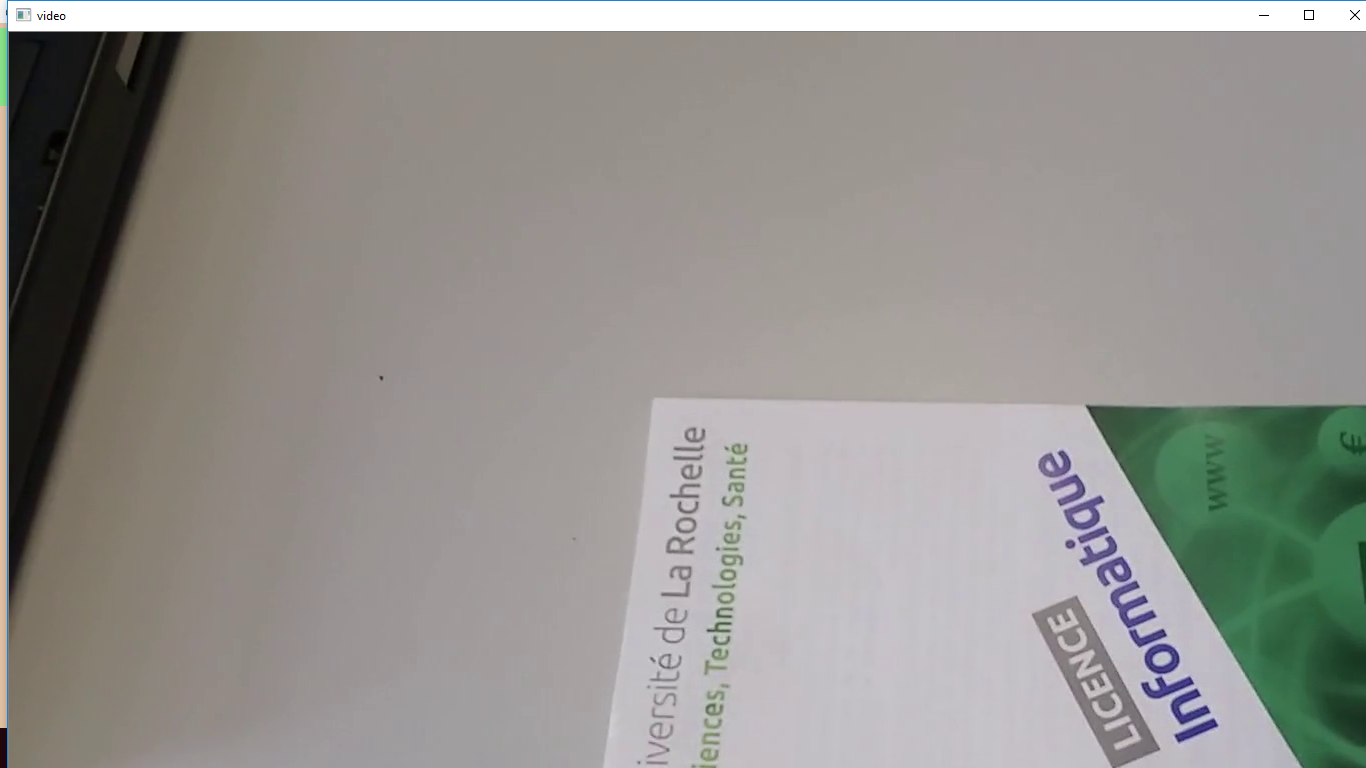 video
iversité de La Rochelle
iences, Technologies, Santé
LICENCE
Informatique
www
€